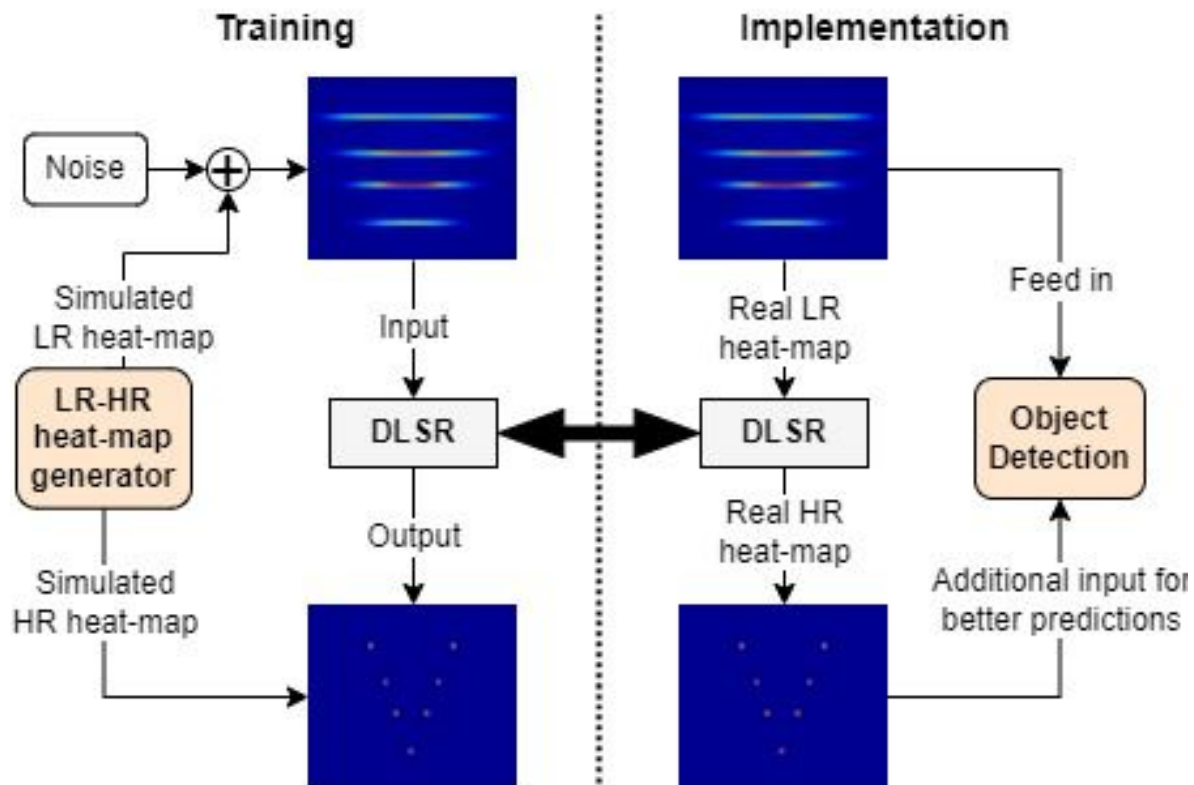 Training
Implementation
Noise
Simulated
LR heat-map
LR-HR
heat-map
generator
Simulated
HR heat-map
Input
DLSR
Output
Real LR
heat-map
DLSR
Real HR
heat-map
Feed in
Object
Detection
Additional input for
better predictions